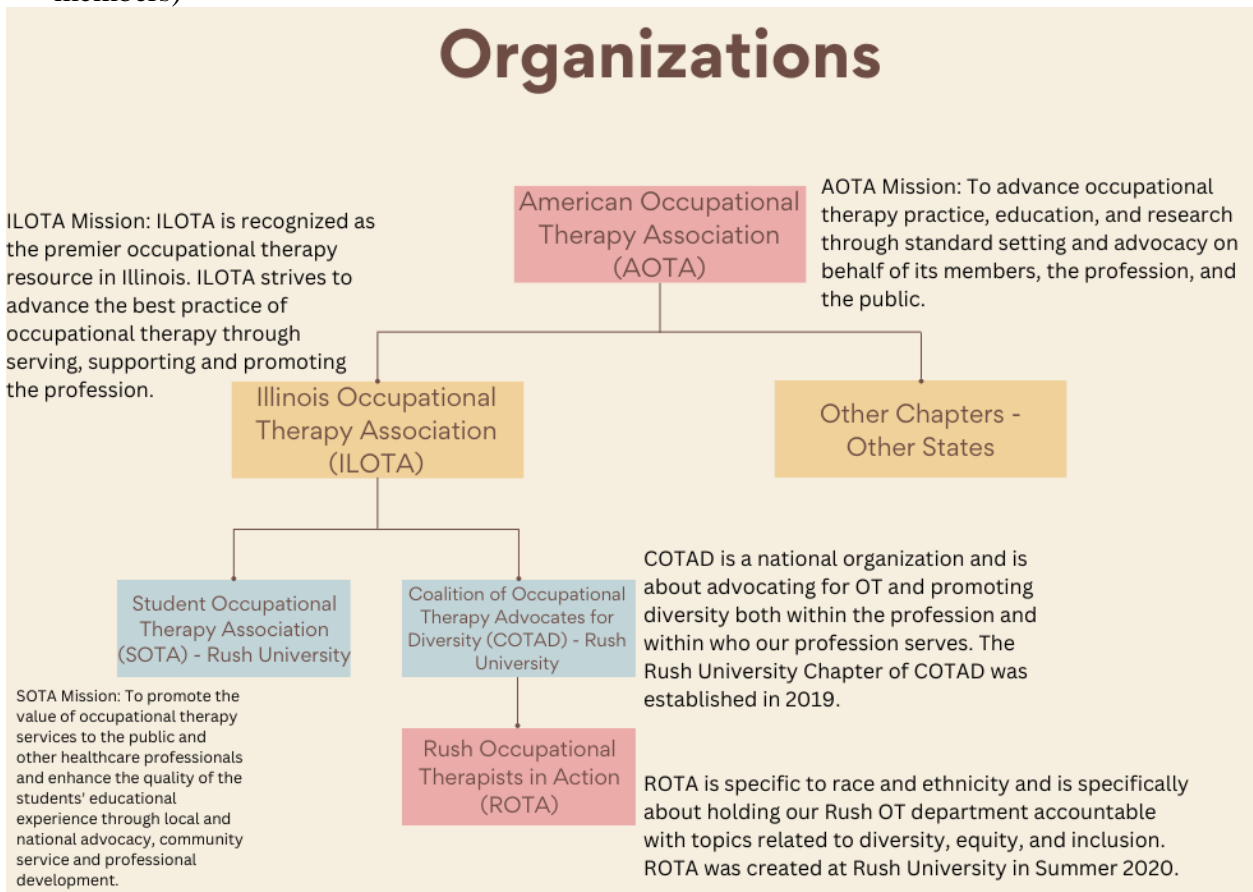 members)
Organizations
American Occupational
Therapy Association
(AOTA)
AOTA Mission: To advance occupational
therapy practice, education, and research
through standard setting and advocacy on
behalf of its members, the profession, and
the public.
ILOTA Mission: ILOTA is recognized as
the premier occupational therapy
resource in Illinois. ILOTA strives to
advance the best practice of
occupational therapy through
serving, supporting and promoting
the profession.
Illinois Occupational
Therapy Association
(ILOTA)
Other Chapters -
Other States
Student Occupational
Therapy Association
(SOTA) - Rush University
Coalition of Occupational
Therapy Advocates for
Diversity (COTAD) - Rush
University
COTAD is a national organization and is
about advocating for OT and promoting
diversity both within the profession and
within who our profession serves. The
Rush University Chapter of COTAD was
established in 2019.
SOTA Mission: To promote the
value of occupational therapy
services to the public and
other healthcare professionals
and enhance the quality of the
students' educational
experience through local and
national advocacy, community
service and professional
development.
Rush Occupational
Therapists in Action
(ROTA)
ROTA is specific to race and ethnicity and is specifically
about holding our Rush OT department accountable
with topics related to diversity, equity, and inclusion.
ROTA was created at Rush University in Summer 2020.